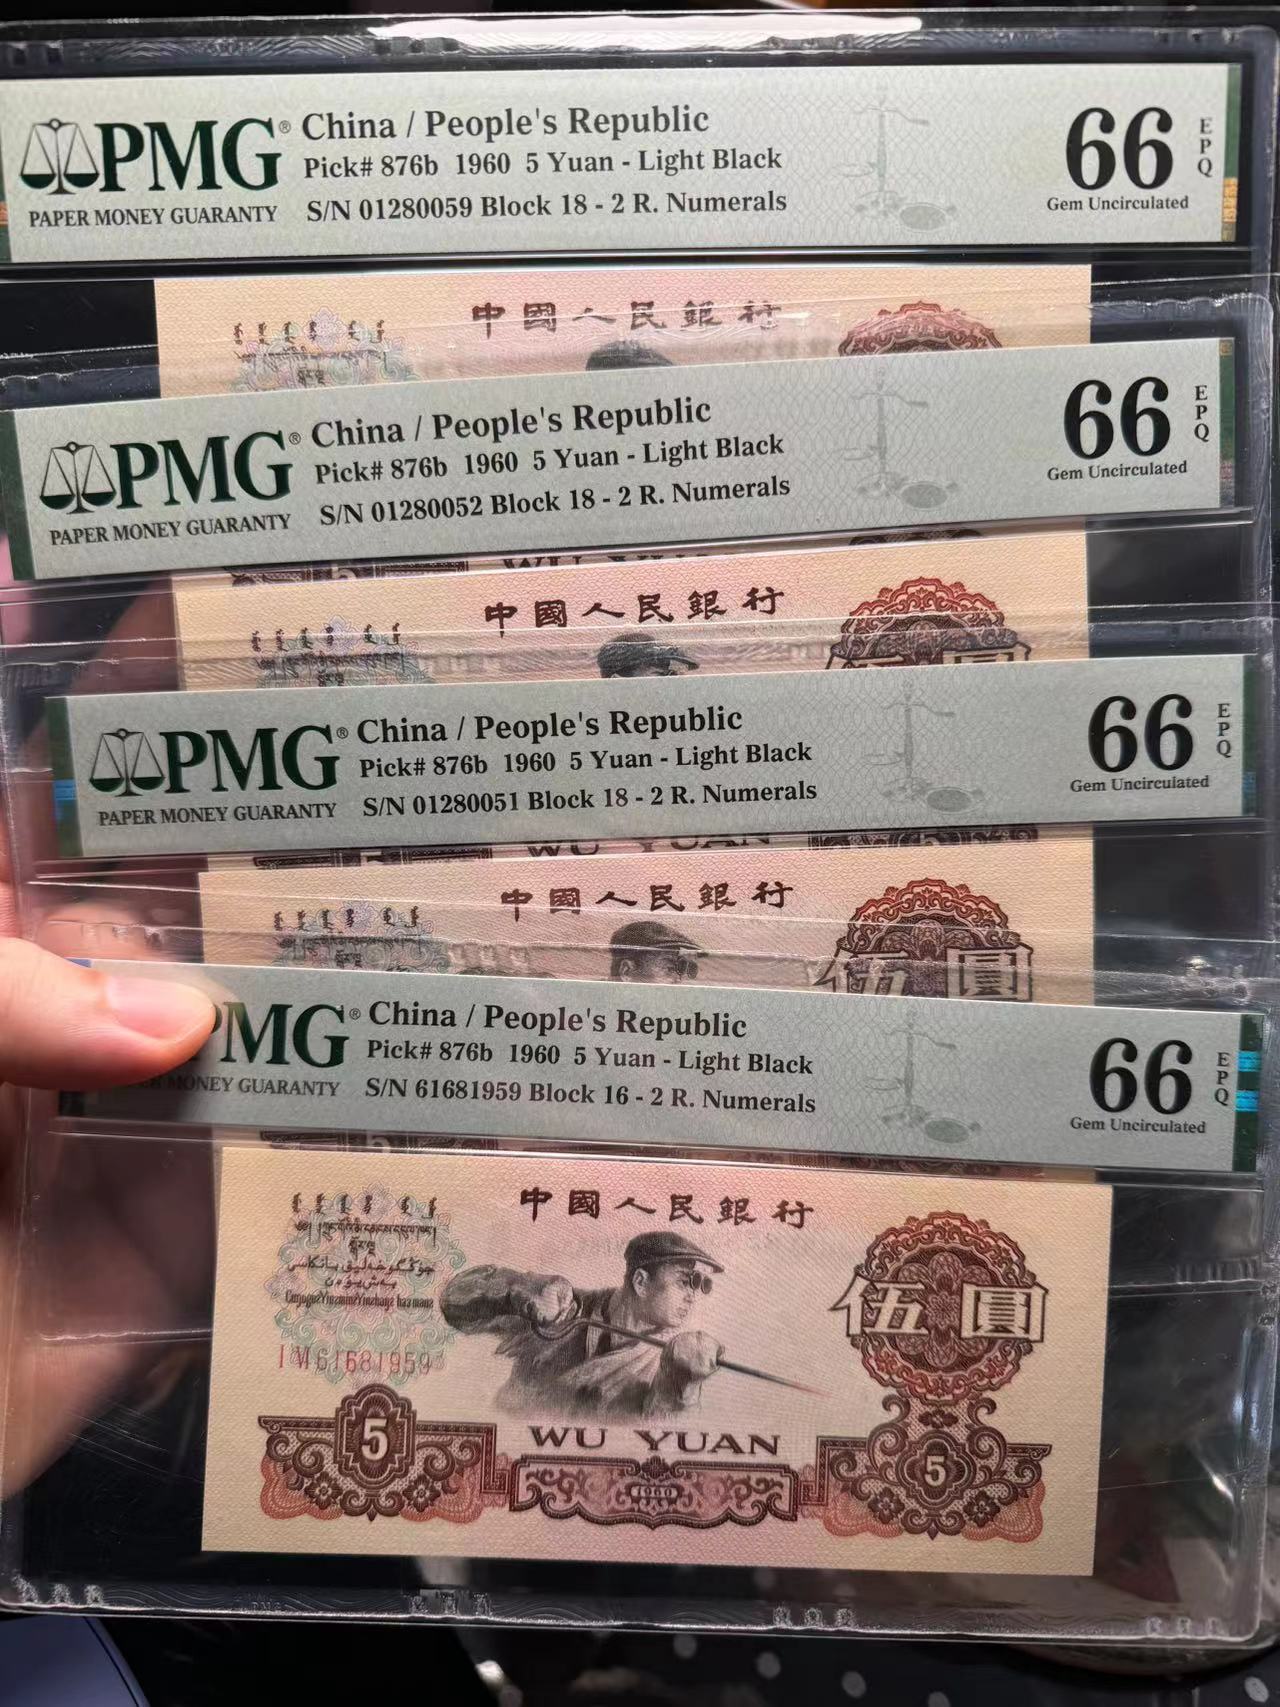 PMG®
PAPER MONEY GUARANTY
China / People's Republic
Pick# 876b 1960 5 Yuan - Light Black
S/N 01280059 Block 18 - 2 R. Numerals
66
EPQ
Gem Uncirculated
中國人民銀行
PMG®
PAPER MONEY GUARANTY
China / People's Republic
Pick# 876b 1960 5 Yuan - Light Black
S/N 01280052 Block 18 - 2 R. Numerals
66
EPQ
Gem Uncirculated
中國人民銀行
伍圓
PMG®
PAPER MONEY GUARANTY
China / People's Republic
Pick# 876b 1960 5 Yuan - Light Black
S/N 01280051 Block 18 - 2 R. Numerals
66
EPQ
Gem Uncirculated
WU YUAN
中國人民銀行
伍圓
PMG®
MONEY GUARANTY
China / People's Republic
Pick# 876b 1960 5 Yuan - Light Black
S/N 61681959 Block 16 - 2 R. Numerals
66
EPQ
Gem Uncirculated
中國人民銀行
伍圓
61681959
5
WU YUAN
5
1960